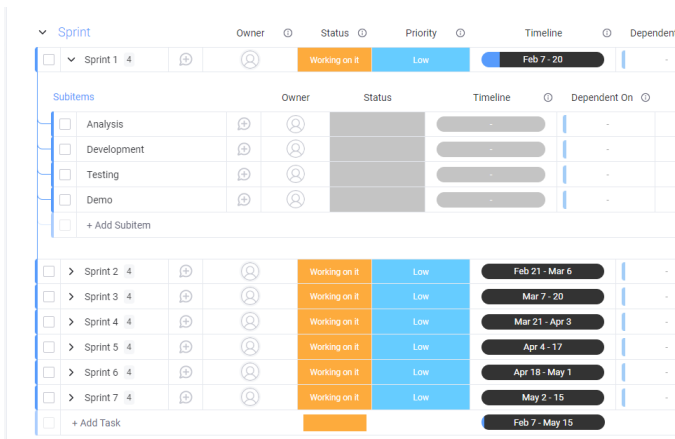 Sprint Owner Status Priority Timeline Dependen
Sprint 1 4 Working on it Low Feb 7 - 20 -
Subitems Owner Status Timeline Dependent On
Analysis - -
Development - -
Testing - -
Demo - -
+ Add Subitem
Sprint 2 4 Working on it Low Feb 21 - Mar 6 -
Sprint 3 4 Working on it Low Mar 7 - 20 -
Sprint 4 4 Working on it Low Mar 21 - Apr 3 -
Sprint 5 4 Working on it Low Apr 4 - 17 -
Sprint 6 4 Working on it Low Apr 18 - May 1 -
Sprint 7 4 Working on it Low May 2 - 15 -
+ Add Task Feb 7 - May 15